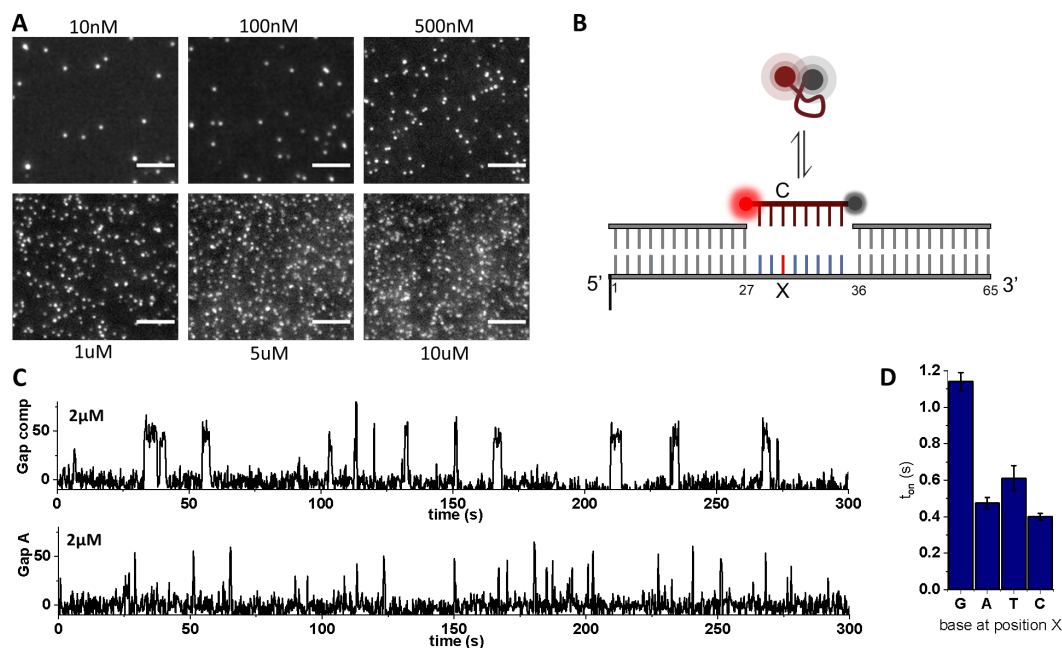 A
10nM
100nM
500nM
1uM
5uM
10uM
B
C
5’
1
27
X
36
65
3’
C
2µM
Gap comp
50
0
0
50
100
150
200
250
300
time (s)
2µM
Gap A
50
0
0
50
100
150
200
250
300
time (s)
D
1.2
1.0
0.8
0.6
0.4
0.2
0.0
ton (s)
G
A
T
C
base at position X